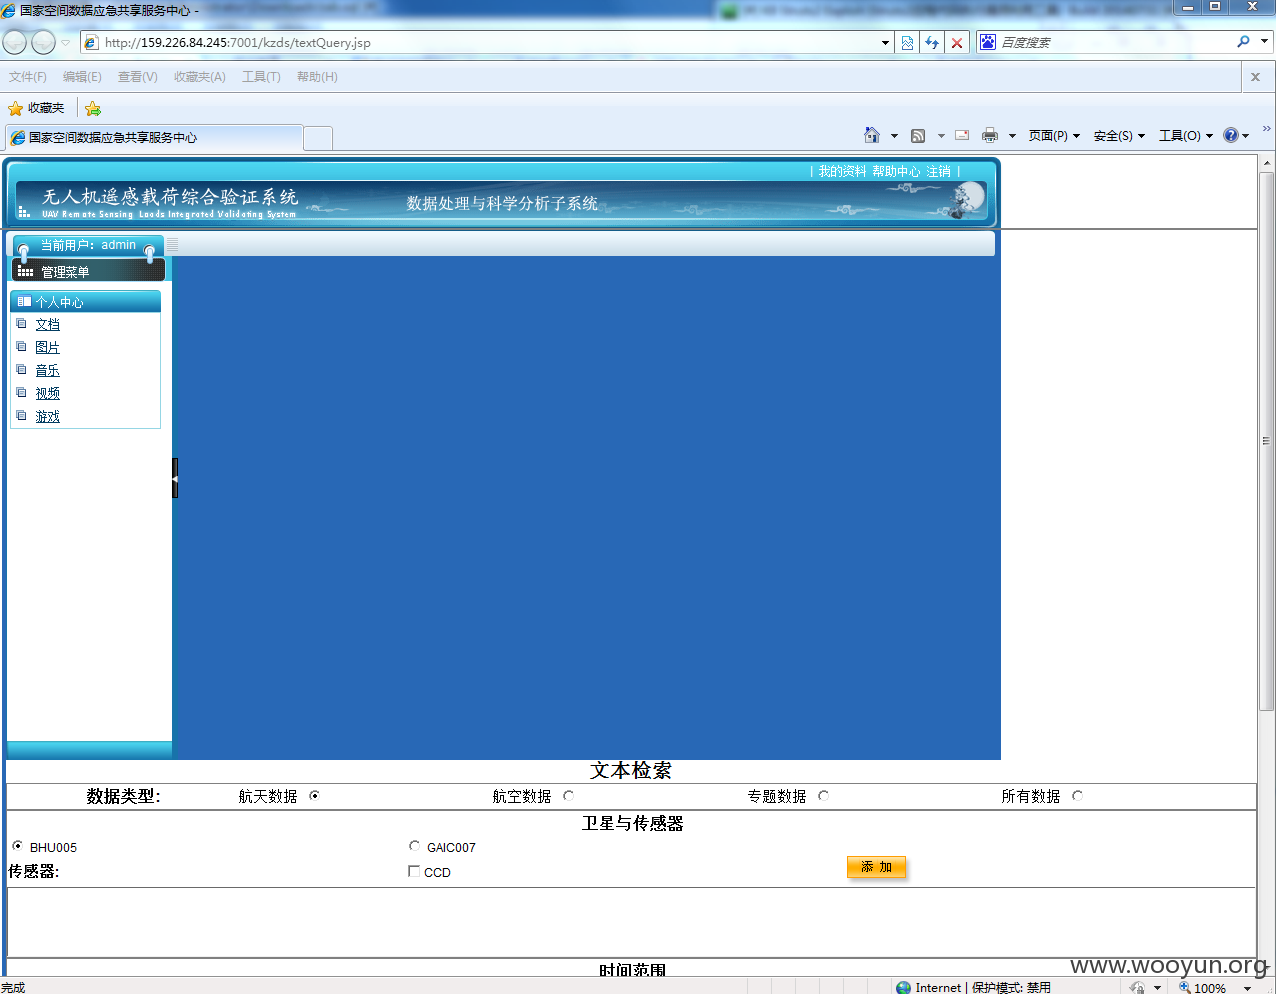 国家空间数据应急共享服务中心 -
http://159.226.84.245:7001/kzds/textQuery.jsp
百度搜索
文件(F) 编辑(E) 查看(V) 收藏夹(A) 工具(T) 帮助(H)
收藏夹
国家空间数据应急共享服务中心
页面(P) 安全(S) 工具(O)
| 我的资料 帮助中心 注销 |
无人机遥感载荷综合验证系统
UAV Remote Sensing Loads Integrated Validating System
数据处理与科学分析子系统
当前用户：admin
管理菜单
个人中心
文档
图片
音乐
视频
游戏
文本检索
数据类型: 航天数据 航空数据 专题数据 所有数据
卫星与传感器
BHU005 GAIC007
传感器: CCD 添 加
时间范围
www.wooyun.org
完成 Internet | 保护模式: 禁用 100%